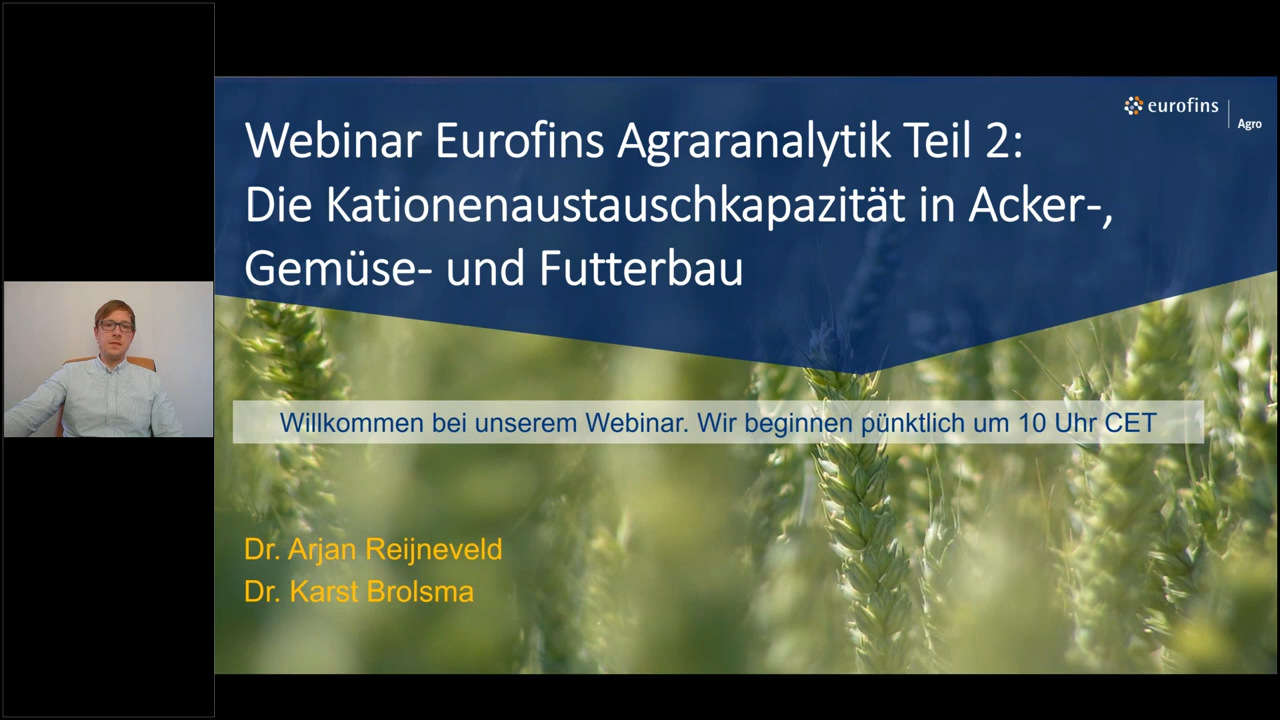 eurofins
Agro
Webinar Eurofins Agraranalytik Teil 2:
Die Kationenaustauschkapazität in Acker-,
Gemüse- und Futterbau
Willkommen bei unserem Webinar. Wir beginnen pünktlich um 10 Uhr CET
Dr. Arjan Reijneveld
Dr. Karst Brolsma